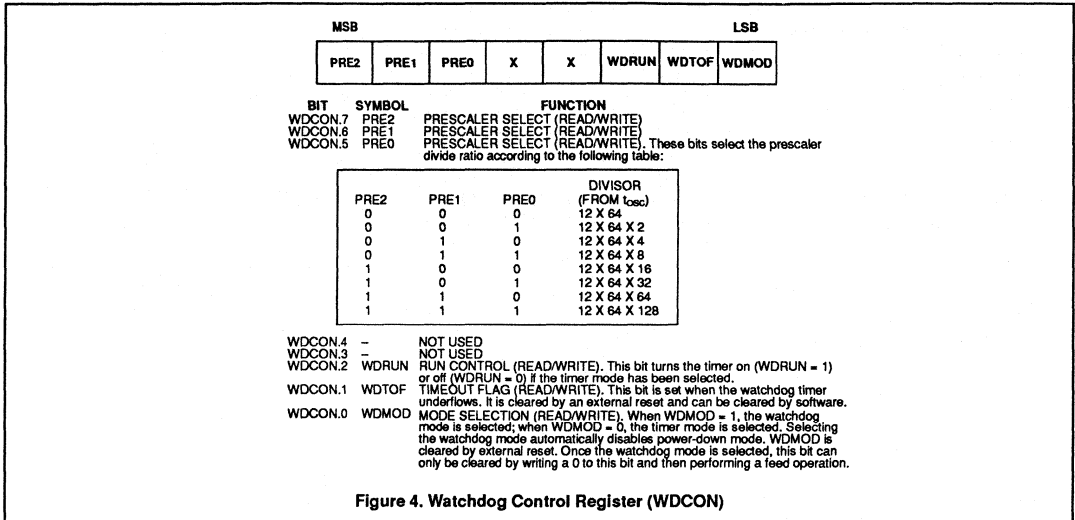 MSB LSB
PRE2 PRE1 PRE0 X X WDRUN WDTOF WDMOD
BIT SYMBOL FUNCTION
WDCON.7 PRE2 PRESCALER SELECT (READ/WRITE)
WDCON.6 PRE1 PRESCALER SELECT (READ/WRITE)
WDCON.5 PRE0 PRESCALER SELECT (READ/WRITE). These bits select the prescaler
divide ratio according to the following table:
DIVISOR
PRE2 PRE1 PRE0 (FROM tosc)
0 0 0 12 X 64
0 0 1 12 X 64 X 2
0 1 0 12 X 64 X 4
0 1 1 12 X 64 X 8
1 0 0 12 X 64 X 16
1 0 1 12 X 64 X 32
1 1 0 12 X 64 X 64
1 1 1 12 X 64 X 128
WDCON.4 – NOT USED
WDCON.3 – NOT USED
WDCON.2 WDRUN RUN CONTROL (READ/WRITE). This bit turns the timer on (WDRUN = 1)
or off (WDRUN = 0) if the timer mode has been selected.
WDCON.1 WDTOF TIMEOUT FLAG (READ/WRITE). This bit is set when the watchdog timer
underflows. It is cleared by an external reset and can be cleared by software.
WDCON.0 WDMOD MODE SELECTION (READ/WRITE). When WDMOD = 1, the watchdog
mode is selected; when WDMOD = 0, the timer mode is selected. Selecting
the watchdog mode automatically disables power-down mode. WDMOD is
cleared by external reset. Once the watchdog mode is selected, this bit can
only be cleared by writing a 0 to this bit and then performing a feed operation.
Figure 4. Watchdog Control Register (WDCON)